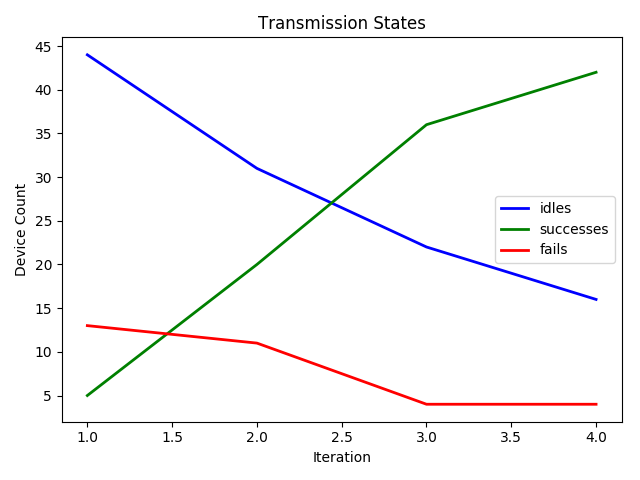 Transmission States
45
40
35
30
25
20
15
10
5
Device Count
idles
successes
fails
1.0 1.5 2.0 2.5 3.0 3.5 4.0
Iteration